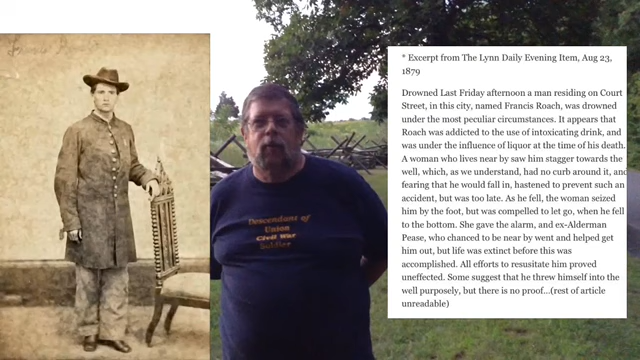 * Excerpt from The Lynn Daily Evening Item, Aug 23,
1879
Drowned Last Friday afternoon a man residing on Court
Street, in this city, named Francis Roach, was drowned
under the most peculiar circumstances. It appears that
Roach was addicted to the use of intoxicating drink, and
was under the influence of liquor at the time of his death.
A woman who lives near by saw him stagger towards the
well, which, as we understand, had no curb around it, and
fearing that he would fall in, hastened to prevent such an
accident, but was too late. As he fell, the woman seized
him by the foot, but was compelled to let go, when he fell
to the bottom. She gave the alarm, and ex-Alderman
Pease, who chanced to be near by went and helped get
him out, but life was extinct before this was
accomplished. All efforts to resusitate him proved
uneffected. Some suggest that he threw himself into the
well purposely, but there is no proof...(rest of article
unreadable)
Descendant of
Union
Civil War
Soldier